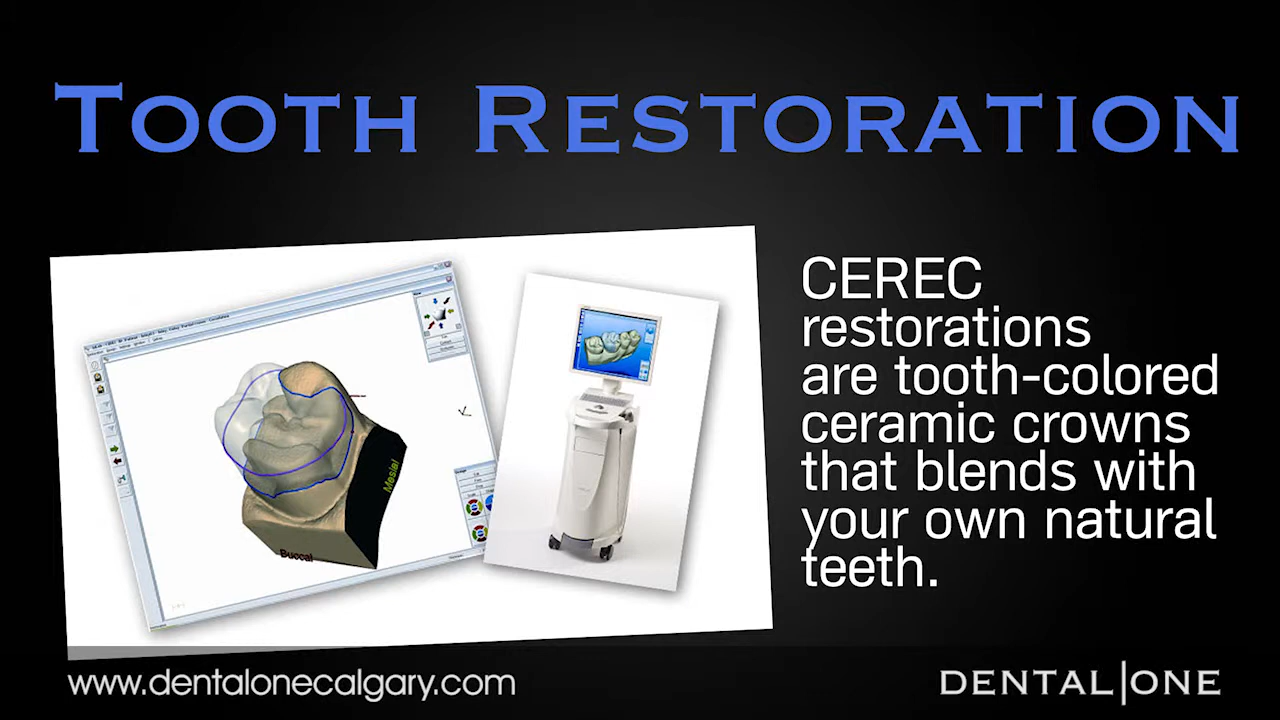 TOOTH RESTORATION
CEREC
restorations
are tooth-colored
ceramic crowns
that blends with
your own natural
teeth.
Mesial
Buccal
www.dentalonecalgary.com
DENTAL|ONE